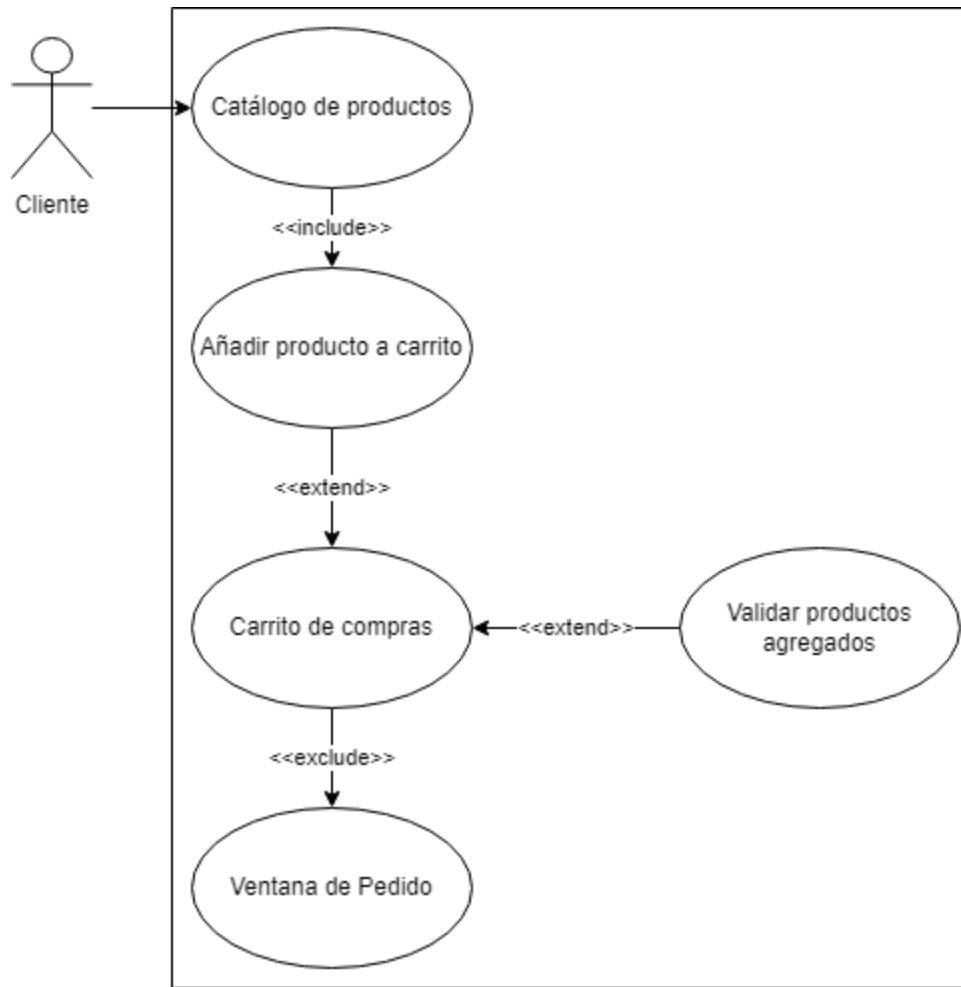 Catálogo de productos
Cliente
<<include>>
Añadir producto a carrito
<<extend>>
Carrito de compras
<<extend>>
Validar productos
agregados
<<exclude>>
Ventana de Pedido